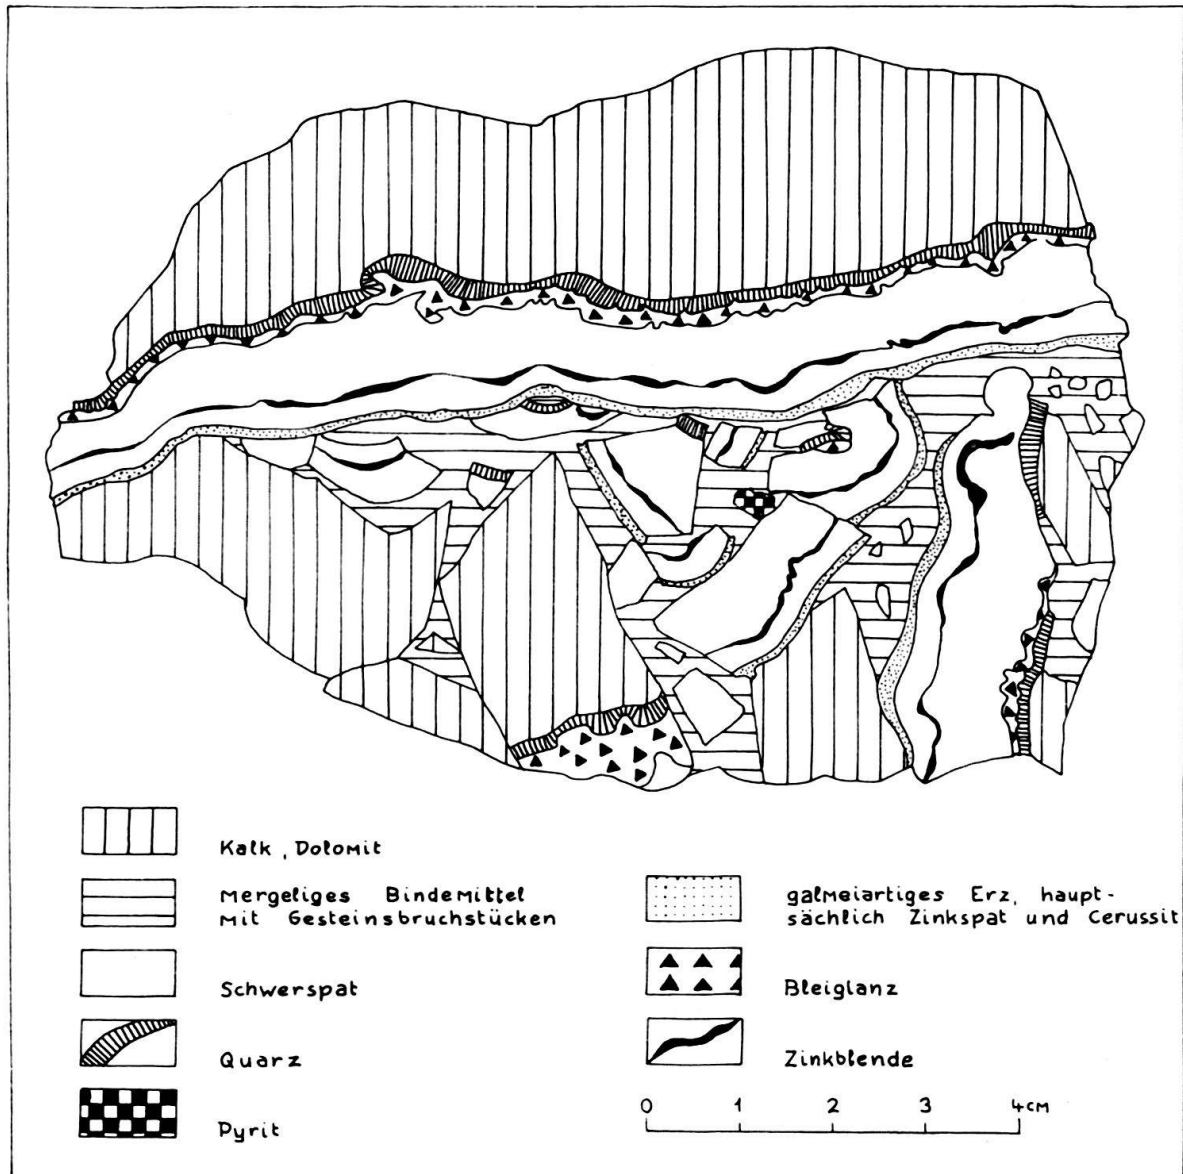 Kalk, Dolomit
Mergeliges Bindemittel
mit Gesteinsbruchstücken
Schwerspat
Quarz
Pyrit
galmeiartiges Erz, haupt-
sächlich Zinkspat und Cerussit
Bleiglanz
Zinkblende
0 1 2 3 4cm